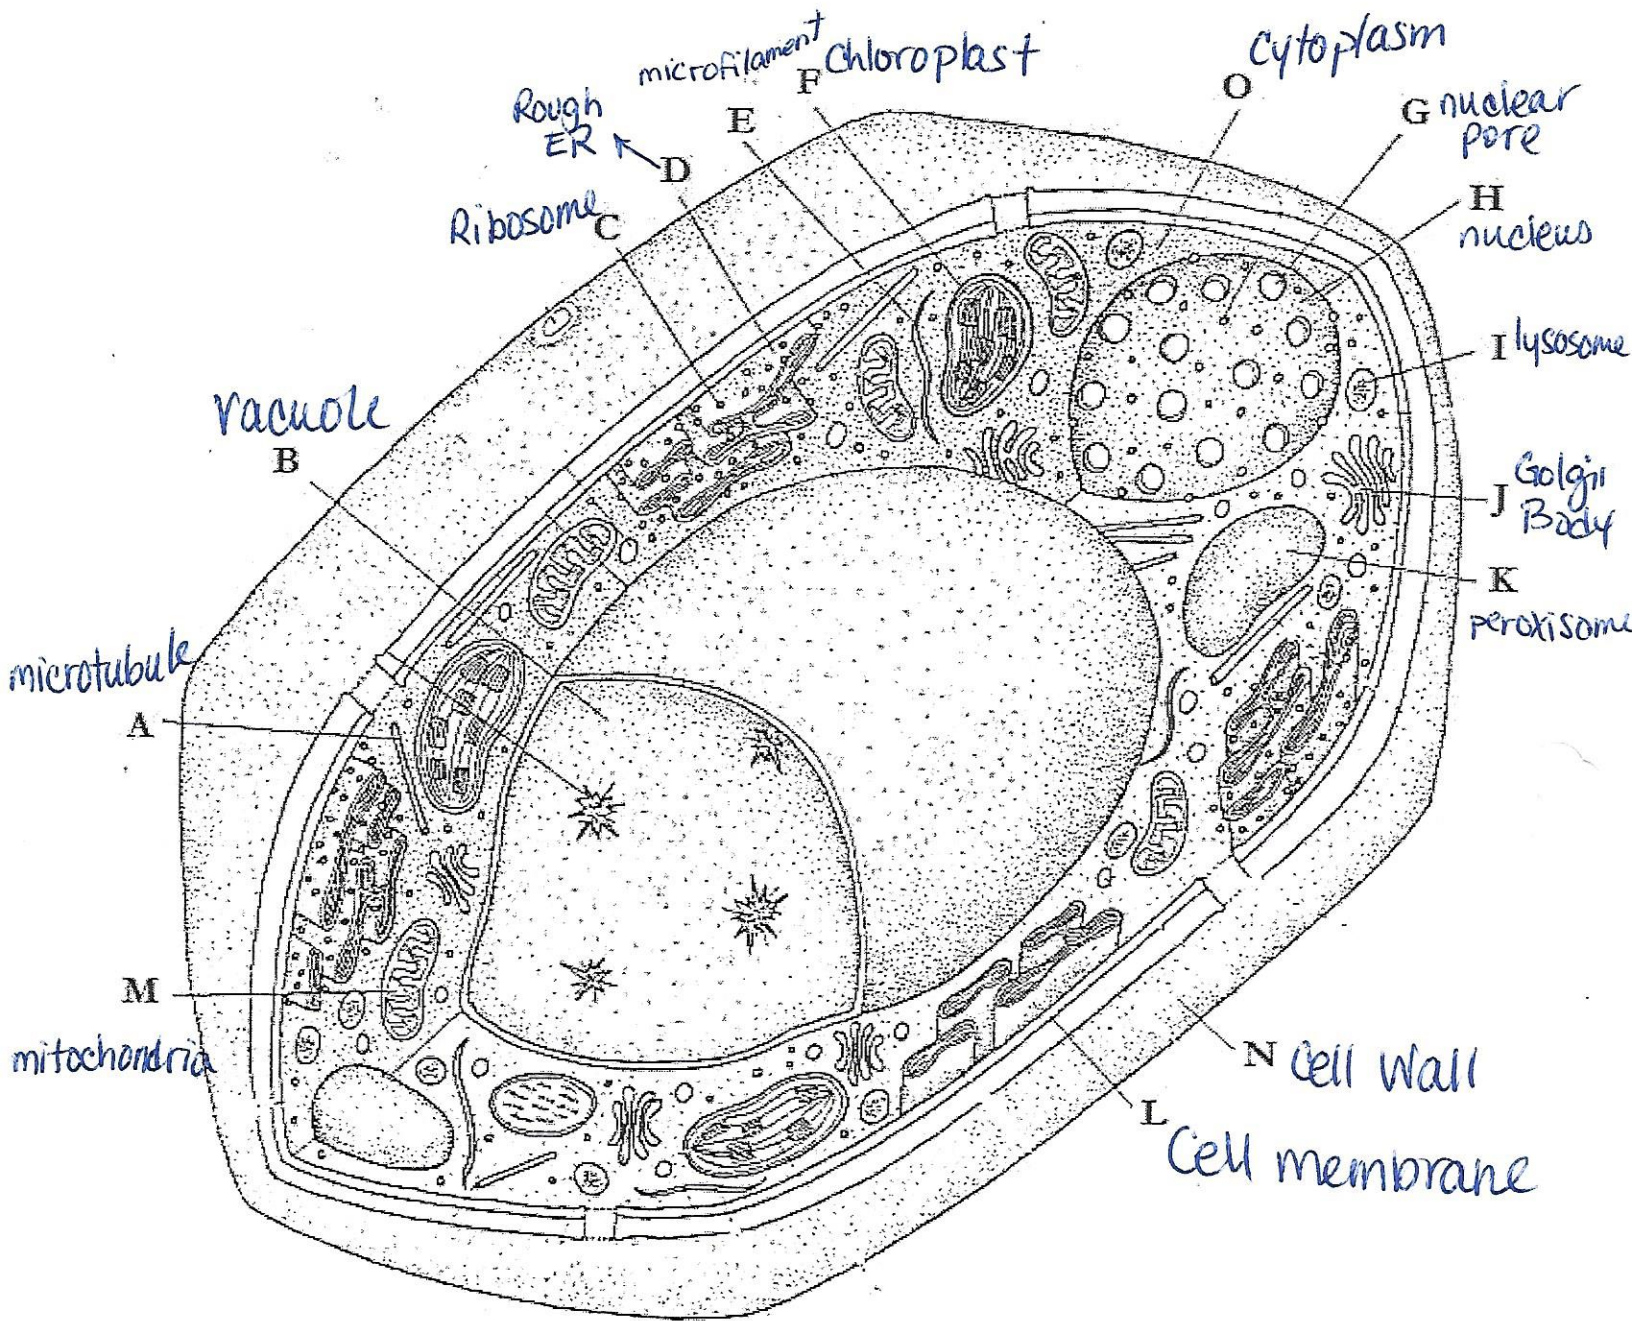 microfilament
F Chloroplast
Cytoplasm
O
Rough
ER
E
G nuclear
pore
D
Ribosome
C
H
nucleus
Vacuole
B
I lysosome
J Golgii
Body
K
peroxisome
microtubule
A
M
mitochondria
N Cell Wall
L
Cell membrane